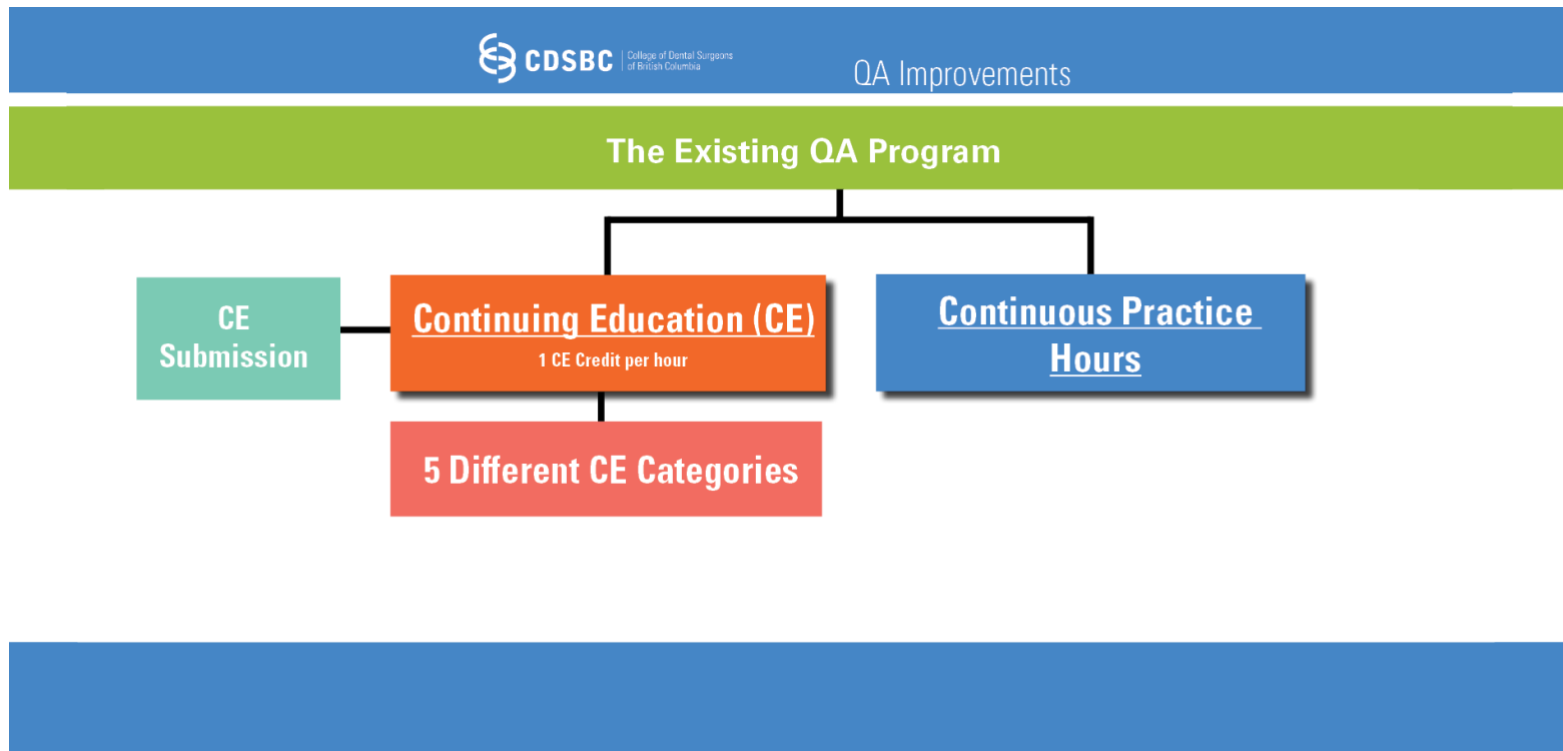 CDSBC
College of Dental Surgeons
of British Columbia
QA Improvements
The Existing QA Program
CE
Submission
Continuing Education (CE)
1 CE Credit per hour
Continuous Practice
Hours
5 Different CE Categories